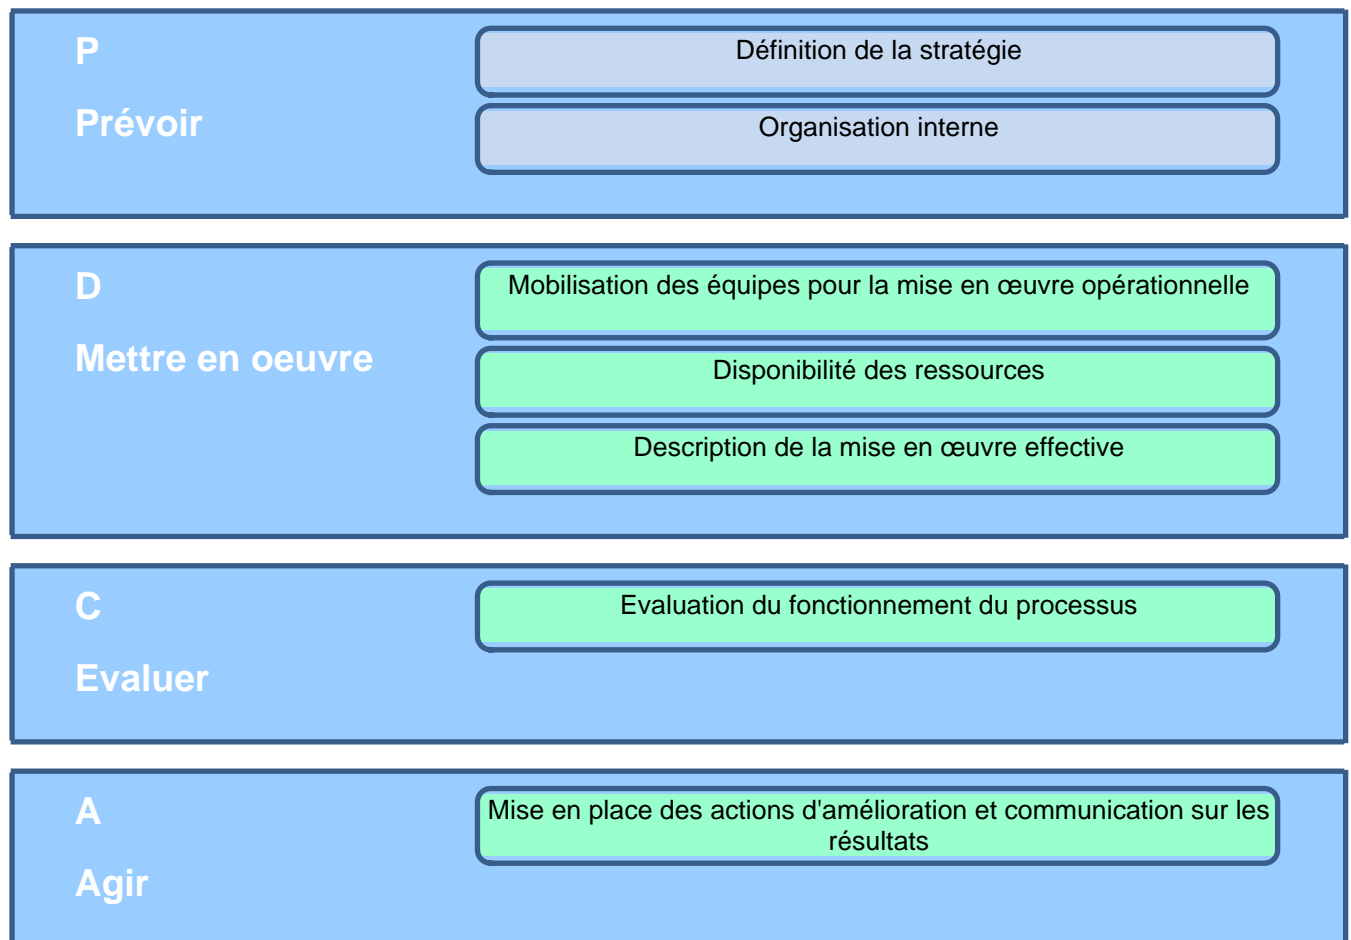 P
Prévoir
Définition de la stratégie
Organisation interne
D
Mettre en oeuvre
Mobilisation des équipes pour la mise en œuvre opérationnelle
Disponibilité des ressources
Description de la mise en œuvre effective
C
Evaluer
Evaluation du fonctionnement du processus
A
Agir
Mise en place des actions d'amélioration et communication sur les
résultats